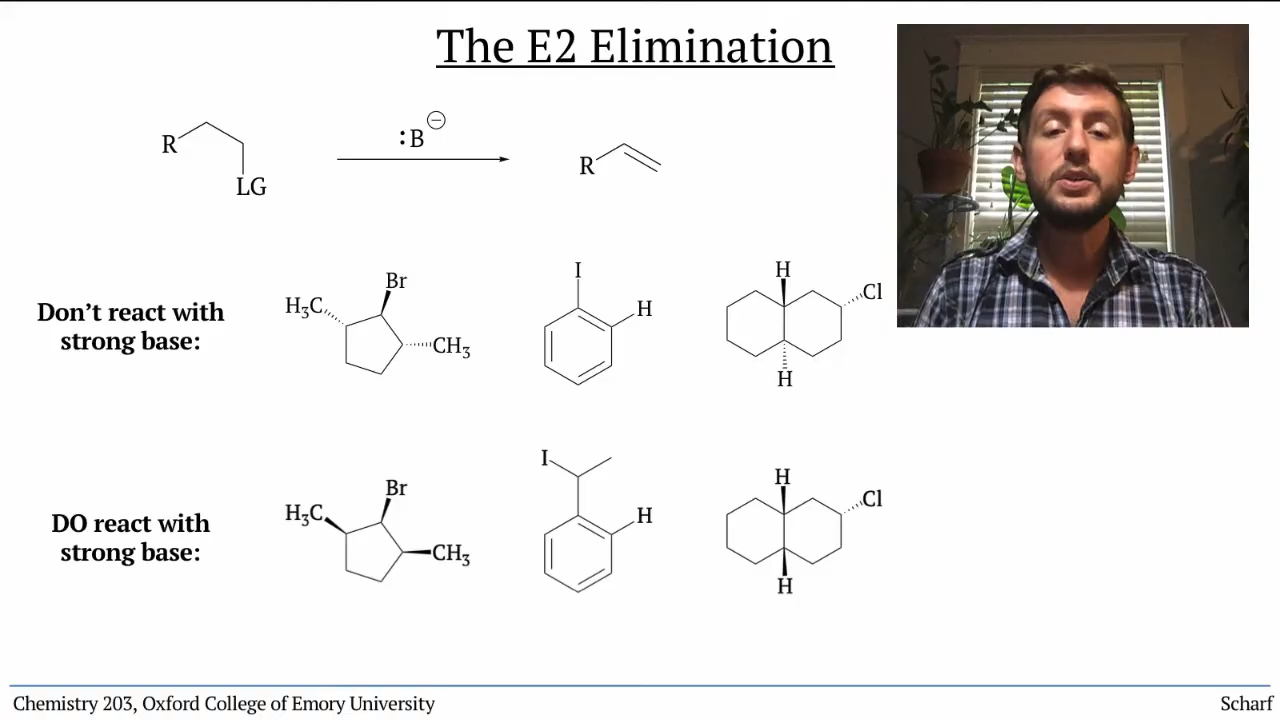 The E2 Elimination
R
LG
:B⊖
R
Don't react with
strong base:
H₃C
Br
CH₃
I
H
H
Cl
H
DO react with
strong base:
H₃C
Br
CH₃
I
H
H
Cl
H
Chemistry 203, Oxford College of Emory University
Scharf